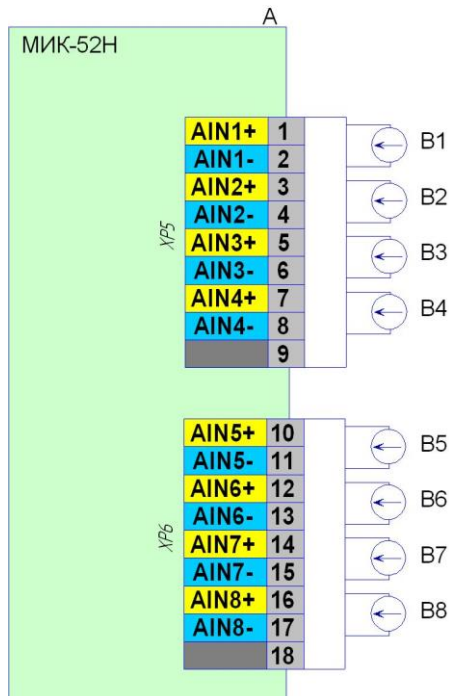 A
МИК-52Н
AIN1+ 1
AIN1- 2
AIN2+ 3
AIN2- 4
AIN3+ 5
AIN3- 6
AIN4+ 7
AIN4- 8
9
XP5
B1
B2
B3
B4
AIN5+ 10
AIN5- 11
AIN6+ 12
AIN6- 13
AIN7+ 14
AIN7- 15
AIN8+ 16
AIN8- 17
18
XP6
B5
B6
B7
B8